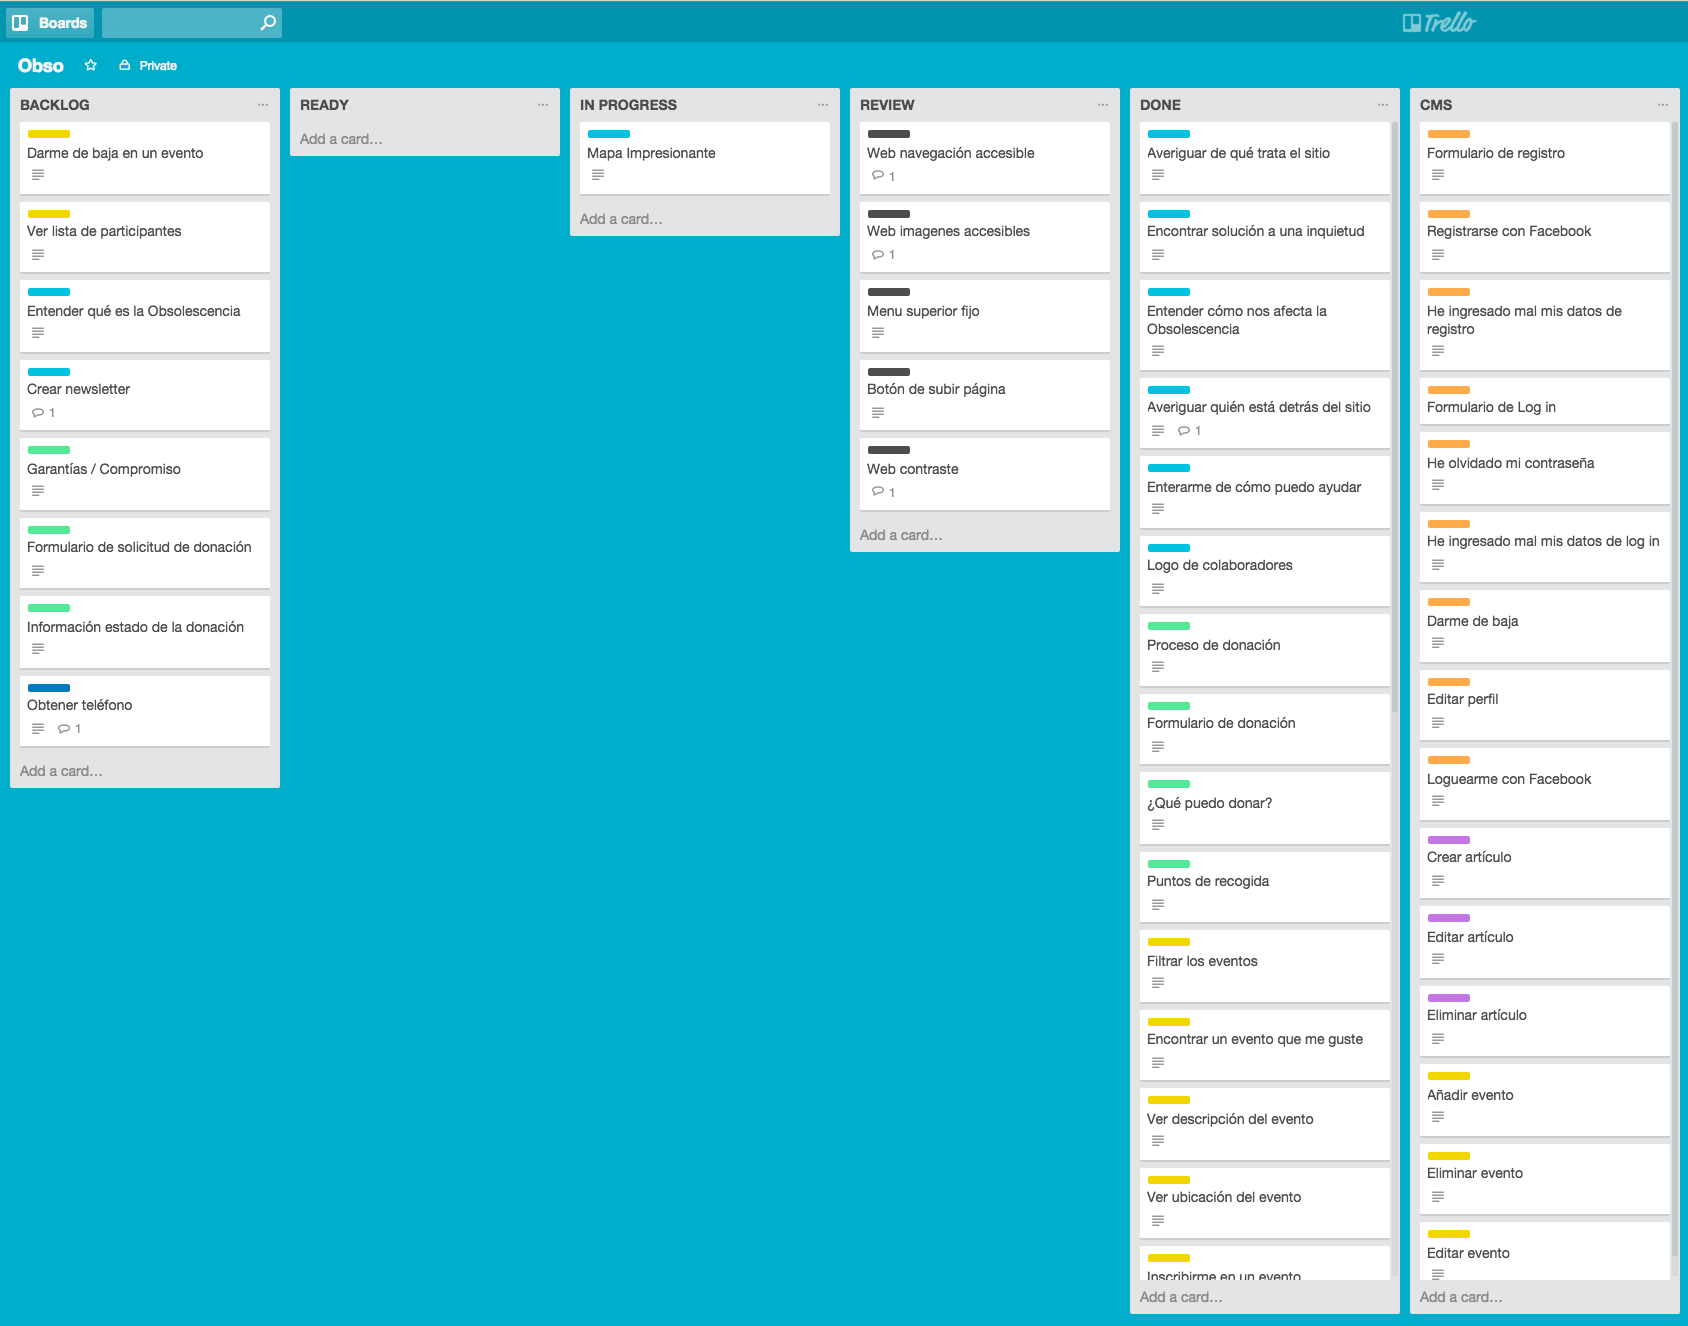 Boards
Trello
Obso
Private
BACKLOG
Darme de baja en un evento
Ver lista de participantes
Entender qué es la Obsolescencia
Crear newsletter
1
Garantías / Compromiso
Formulario de solicitud de donación
Información estado de la donación
Obtener teléfono
1
Add a card...
READY
Add a card...
IN PROGRESS
Mapa Impresionante
Add a card...
REVIEW
Web navegación accesible
1
Web imagenes accesibles
1
Menu superior fijo
Botón de subir página
Web contraste
1
Add a card...
DONE
Averiguar de qué trata el sitio
Encontrar solución a una inquietud
Entender cómo nos afecta la
Obsolescencia
Averiguar quién está detrás del sitio
1
Enterarme de cómo puedo ayudar
Logo de colaboradores
Proceso de donación
Formulario de donación
¿Qué puedo donar?
Puntos de recogida
Filtrar los eventos
Encontrar un evento que me guste
Ver descripción del evento
Ver ubicación del evento
Inscribirme en un evento
Add a card...
CMS
Formulario de registro
Registrarse con Facebook
He ingresado mal mis datos de
registro
Formulario de Log in
He olvidado mi contraseña
He ingresado mal mis datos de log in
Darme de baja
Editar perfil
Loguearme con Facebook
Crear artículo
Editar artículo
Eliminar artículo
Añadir evento
Eliminar evento
Editar evento
Add a card...